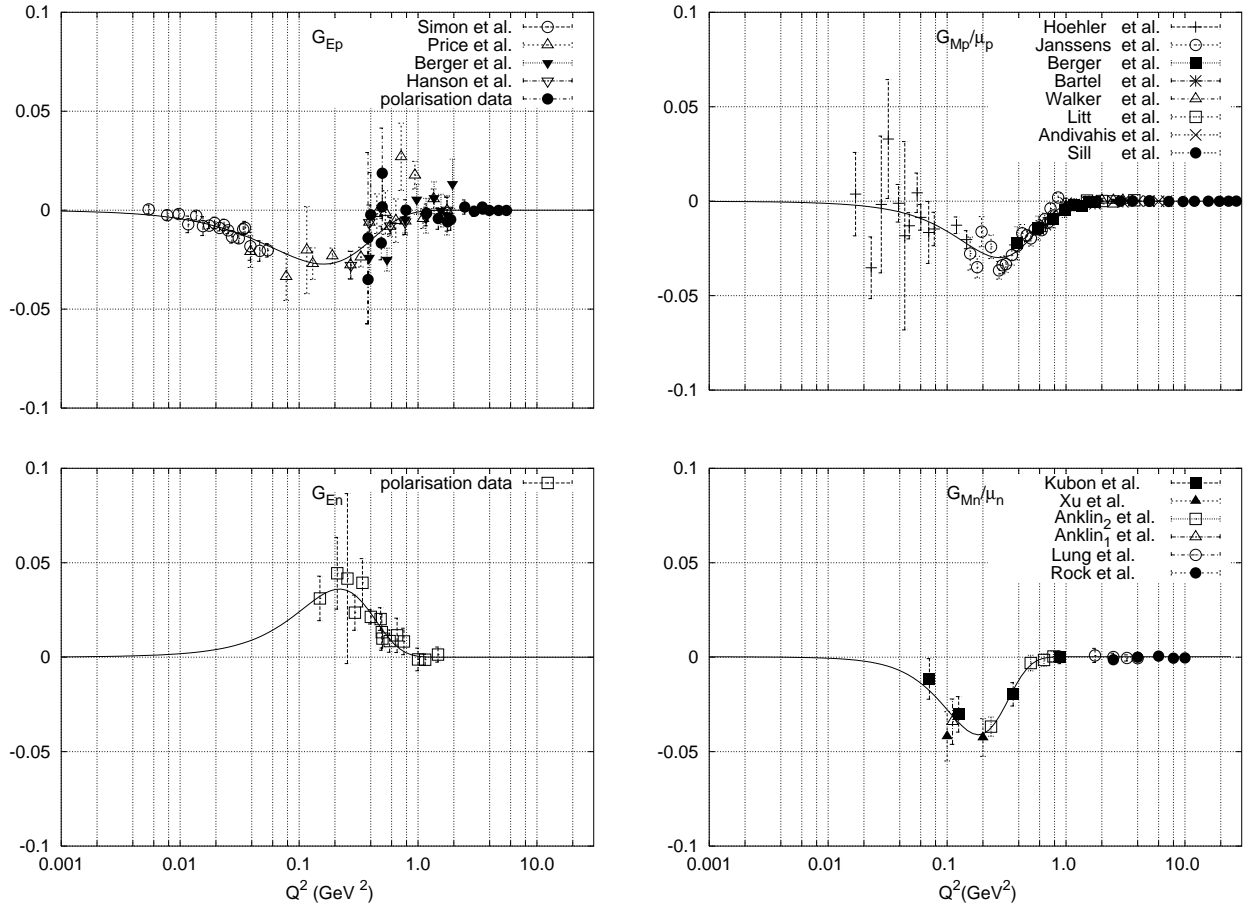 0.1
0.05
0
-0.05
-0.1
G_Ep
Simon et al.
Price et al.
Berger et al.
Hanson et al.
polarisation data
0.1
0.05
0
-0.05
-0.1
G_Mp/μ_p
Hoehler et al.
Janssens et al.
Berger et al.
Bartel et al.
Walker et al.
Litt et al.
Andivahis et al.
Sill et al.
0.1
0.05
0
-0.05
-0.1
G_En
polarisation data
0.001
0.01
0.1
1.0
10.0
Q^2 (GeV^2)
0.1
0.05
0
-0.05
-0.1
G_Mn/μ_n
Kubon et al.
Xu et al.
Anklin_2 et al.
Anklin_1 et al.
Lung et al.
Rock et al.
0.001
0.01
0.1
1.0
10.0
Q^2 (GeV^2)